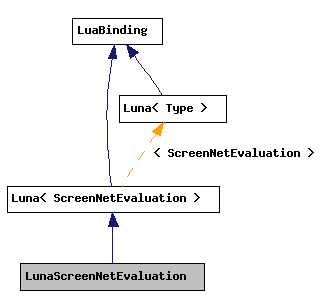 LuaBinding
Luna< Type >
< ScreenNetEvaluation >
Luna< ScreenNetEvaluation >
LunaScreenNetEvaluation